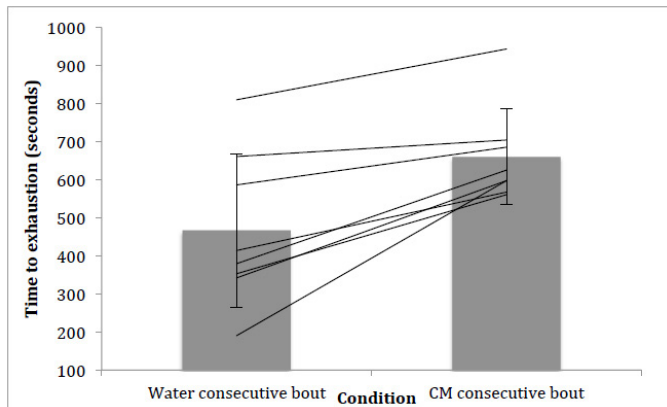 1000
900
800
700
600
500
400
300
200
100
Time to exhaustion (seconds)
Water consecutive bout
Condition
CM consecutive bout